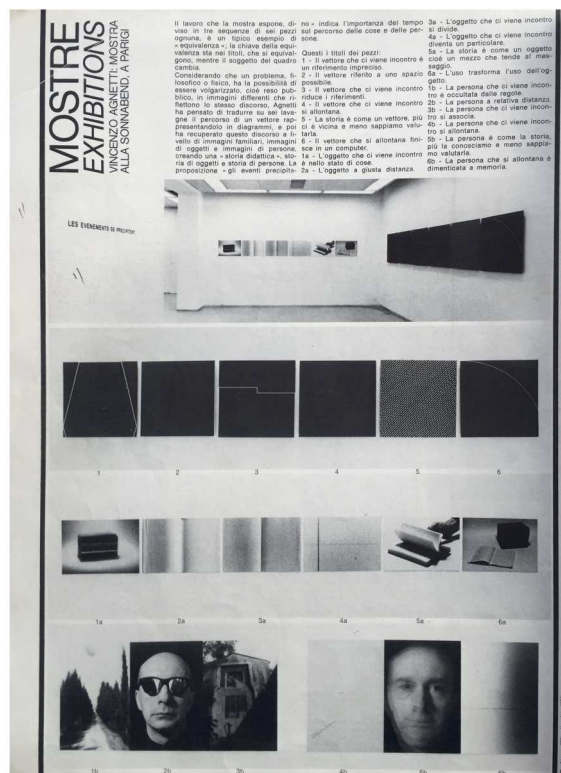 MOSTRE
EXHIBITIONS
VINCENZO AGNETTI: MOSTRA
ALLA SONNABEND, A PARIGI
Il lavoro che la mostra espone, di-
viso in tre sequenze di sei pezzi
ognuna, è un tipico esempio di
« equivalenza »; la chiave della equi-
valenza sta nei titoli, che si equival-
gono, mentre il soggetto del quadro
cambia.
Considerando che un problema, fi-
losofico o fisico, ha la possibilità di
essere volgarizzato, cioè reso pub-
blico, in immagini differenti che ri-
flettono lo stesso discorso, Agnetti
ha pensato di tradurre su sei lava-
gne il percorso di un vettore rap-
presentandolo in diagrammi, e poi
ha recuperato questo discorso a li-
vello di immagini familiari, immagini
di oggetti e immagini di persone,
creando una « storia didattica », sto-
ria di oggetti e storia di persone. La
proposizione « gli eventi precipita-
no » indica l'importanza del tempo
sul percorso delle cose e delle per-
sone.
Questi i titoli dei pezzi:
1 - Il vettore che ci viene incontro è
un riferimento impreciso.
2 - Il vettore riferito a uno spazio
possibile.
3 - Il vettore che ci viene incontro
riduce i riferimenti.
4 - Il vettore che ci viene incontro
si allontana.
5 - La storia è come un vettore, più
ci è vicina e meno sappiamo valu-
tarla.
6 - Il vettore che si allontana fini-
sce in un computer.
1a - L'oggetto che ci viene incontro
è nello stato di cose.
2a - L'oggetto a giusta distanza.
3a - L'oggetto che ci viene incontro
si divide.
4a - L'oggetto che ci viene incontro
diventa un particolare.
5a - La storia è come un oggetto
cioè un mezzo che tende al mes-
saggio.
6a - L'uso trasforma l'uso dell'og-
getto.
1b - La persona che ci viene incon-
tro è occultata dalle regole.
2b - La persona a relativa distanza.
3b - La persona che ci viene incon-
tro si associa.
4b - La persona che ci viene incon-
tro si allontana.
5b - La persona è come la storia,
più la conosciamo e meno sappia-
mo valutarla.
6b - La persona che si allontana è
dimenticata a memoria.
LES EVENEMENTS SE PRECIPITENT
1 2 3 4 5 6
1a 2a 3a 4a 5a 6a
1b 2b 3b 4b 5b 6b